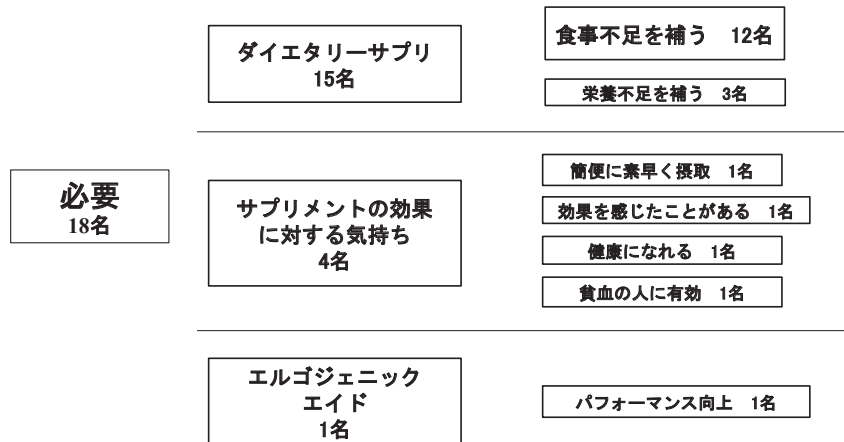 必要
18名
ダイエタリーサプリ
15名
食事不足を補う　12名
栄養不足を補う　3名
サプリメントの効果
に対する気持ち
4名
簡便に素早く摂取　1名
効果を感じたことがある　1名
健康になれる　1名
貧血の人に有効　1名
エルゴジェニック
エイド
1名
パフォーマンス向上　1名